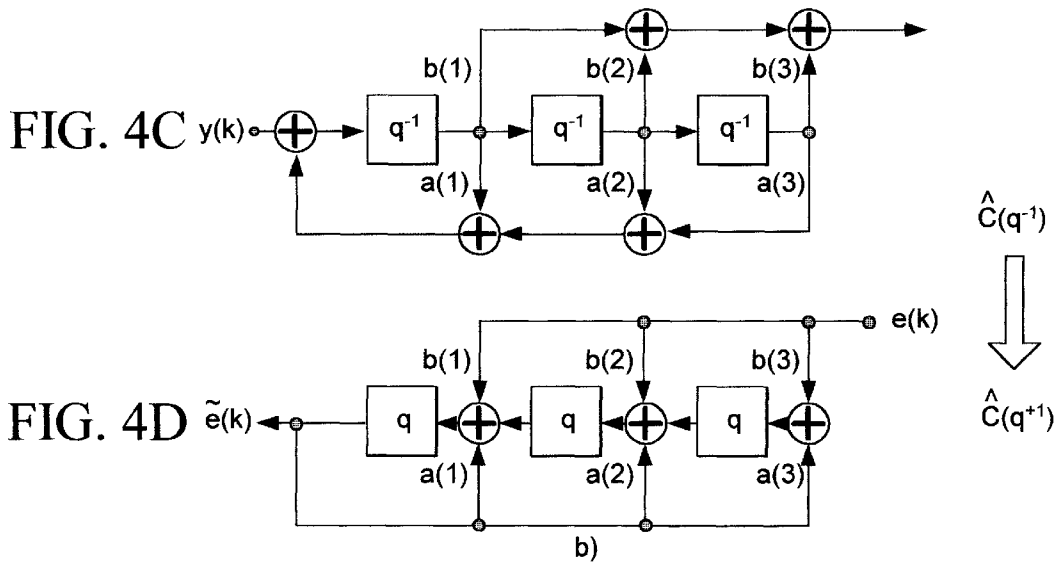 b(1) b(2) b(3)
FIG. 4C y(k) q⁻¹ q⁻¹ q⁻¹
a(1) a(2) a(3)
Ĉ(q⁻¹)
e(k)
b(1) b(2) b(3)
FIG. 4D ẽ(k) q q q
Ĉ(q⁺¹)
a(1) a(2) a(3)
b)